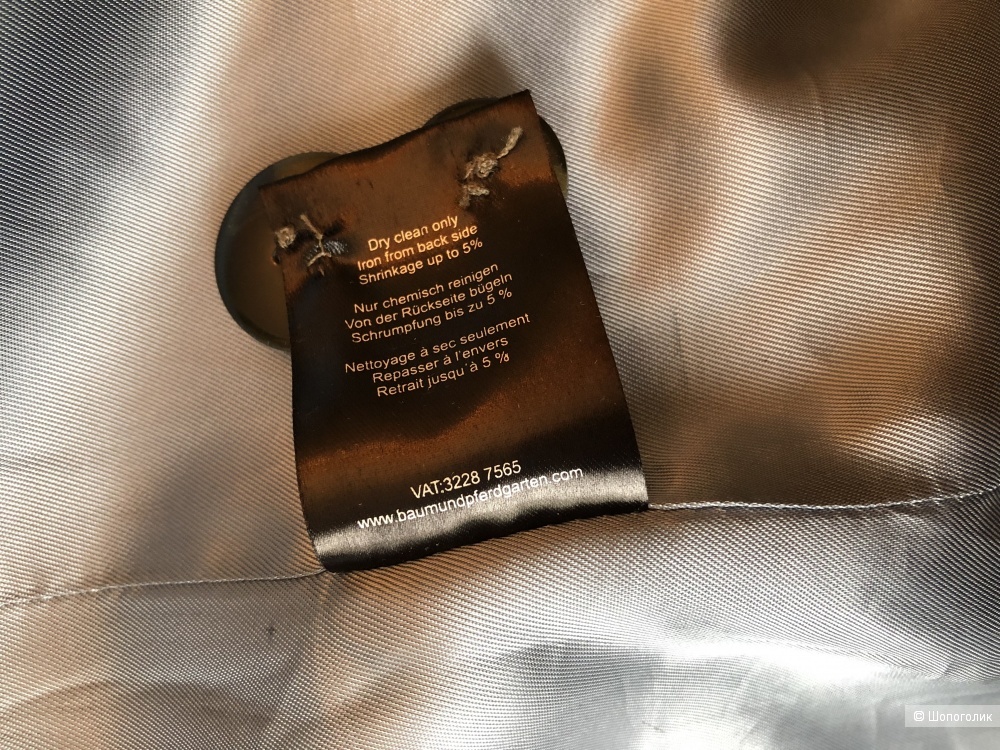 Dry clean only
Iron from back side
Shrinkage up to 5%
Nur chemisch reinigen
Von der Rückseite bügeln
Schrumpfung bis zu 5 %
Nettoyage à sec seulement
Repasser à l'envers
Retrait jusqu'à 5 %
VAT:3228 7565
www.baumundpferdgarten.com
© Шопоголик